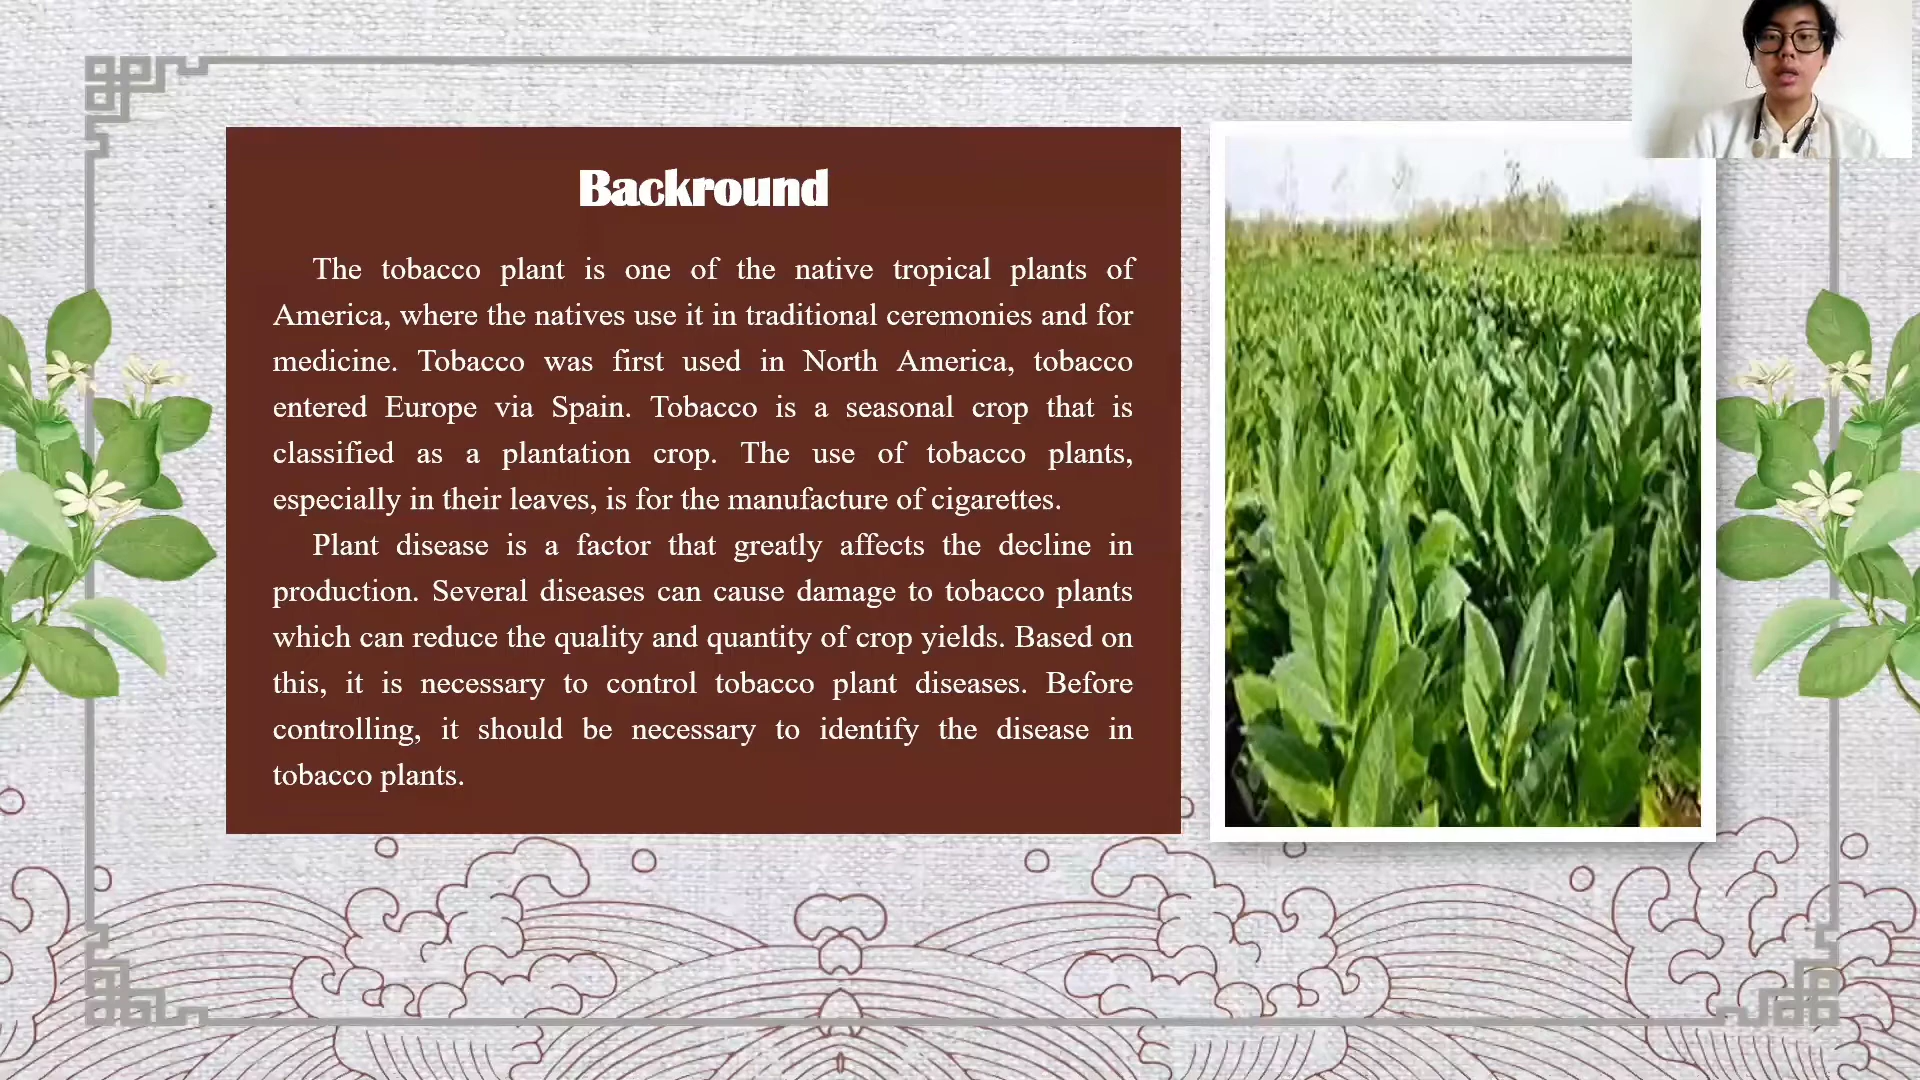 Backround
The tobacco plant is one of the native tropical plants of
America, where the natives use it in traditional ceremonies and for
medicine. Tobacco was first used in North America, tobacco
entered Europe via Spain. Tobacco is a seasonal crop that is
classified as a plantation crop. The use of tobacco plants,
especially in their leaves, is for the manufacture of cigarettes.
Plant disease is a factor that greatly affects the decline in
production. Several diseases can cause damage to tobacco plants
which can reduce the quality and quantity of crop yields. Based on
this, it is necessary to control tobacco plant diseases. Before
controlling, it should be necessary to identify the disease in
tobacco plants.